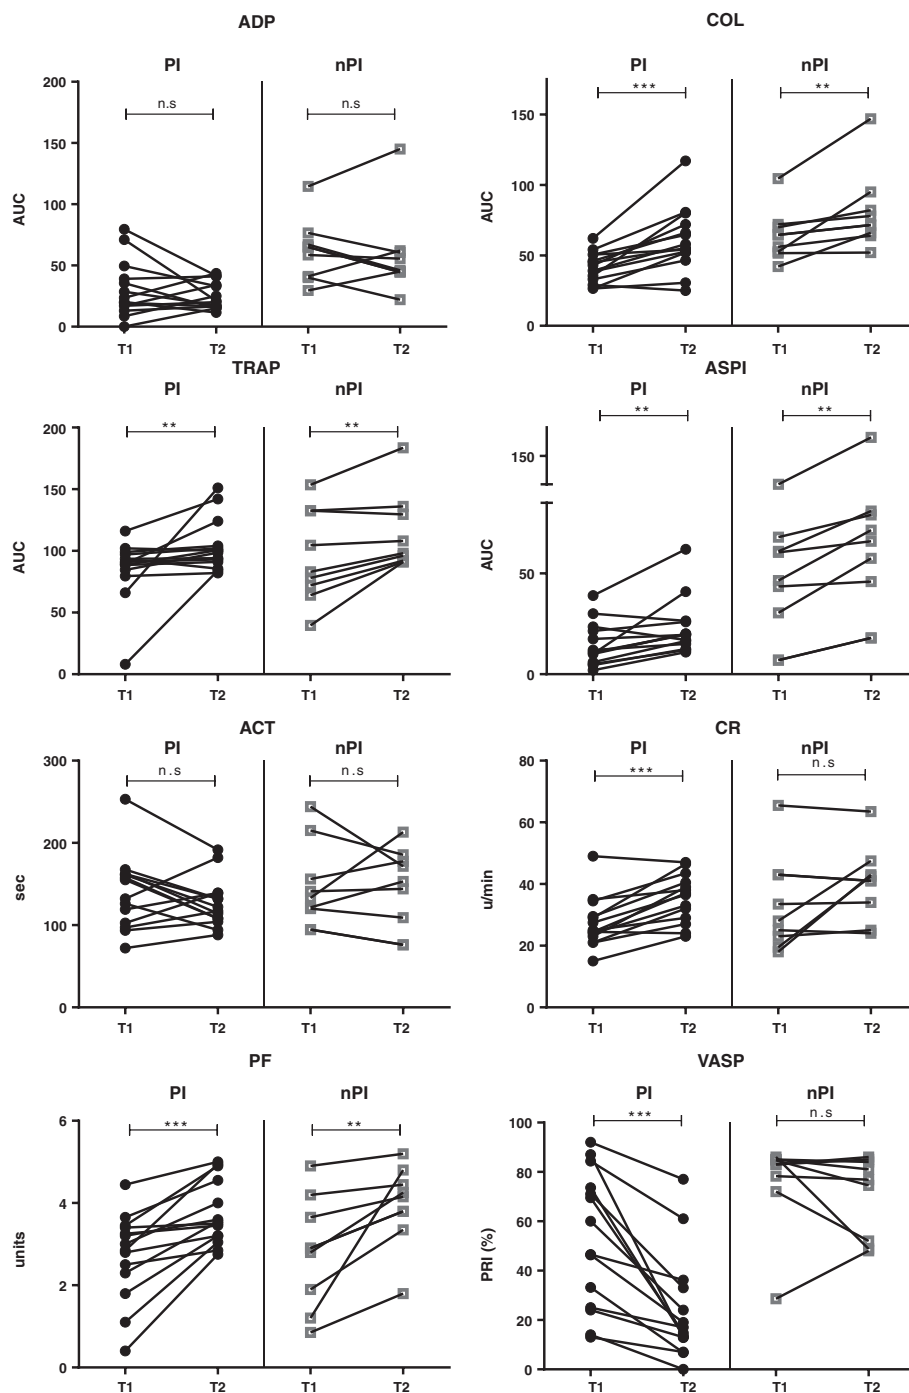 ADP
PI
nPI
n.s
n.s
200
150
100
50
0
AUC
T1
T2
T1
T2
COL
PI
nPI
***
**
150
100
50
0
AUC
T1
T2
T1
T2
TRAP
PI
nPI
**
**
200
150
100
50
0
AUC
T1
T2
T1
T2
ASPI
PI
nPI
**
**
150
50
0
AUC
T1
T2
T1
T2
ACT
PI
nPI
n.s
n.s
300
200
100
0
sec
T1
T2
T1
T2
CR
PI
nPI
***
n.s
80
60
40
20
0
u/min
T1
T2
T1
T2
PF
PI
nPI
***
**
6
4
2
0
units
T1
T2
T1
T2
VASP
PI
nPI
***
n.s
100
80
60
40
20
0
PRI (%)
T1
T2
T1
T2